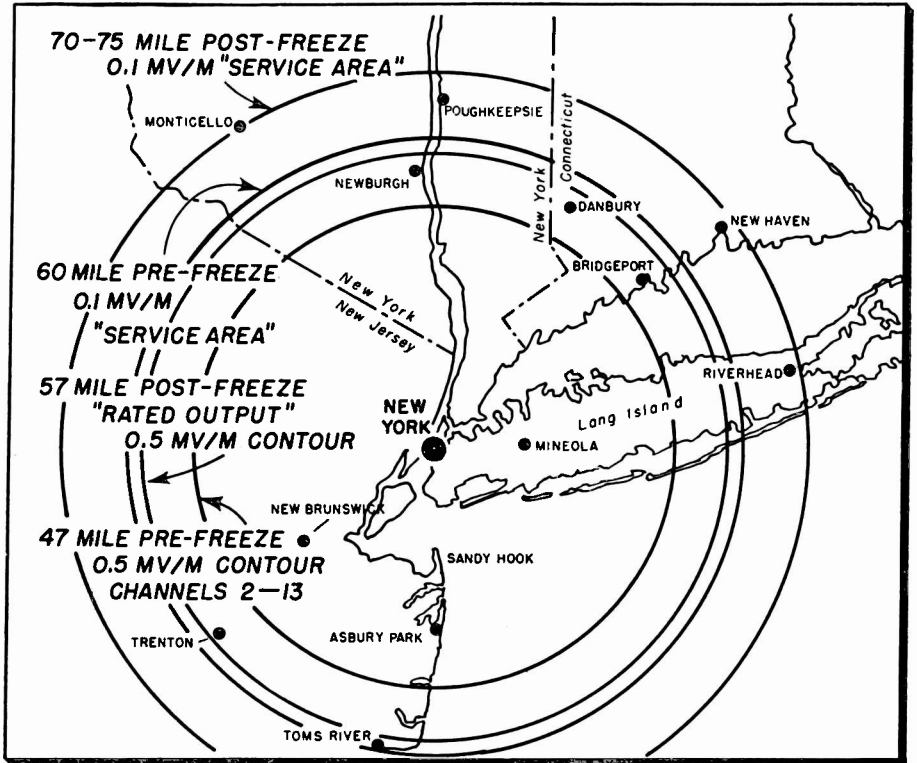 70-75 MILE POST-FREEZE
0.1 MV/M "SERVICE AREA"
MONTICELLO
POUGHKEEPSIE
NEWBURGH
New York
Connecticut
DANBURY
NEW HAVEN
BRIDGEPORT
60 MILE PRE-FREEZE
0.1 MV/M
"SERVICE AREA"
New York
New Jersey
57 MILE POST-FREEZE
"RATED OUTPUT"
0.5 MV/M CONTOUR
NEW
YORK
Long Island
RIVERHEAD
MINEOLA
NEW BRUNSWICK
47 MILE PRE-FREEZE
0.5 MV/M CONTOUR
CHANNELS 2-13
SANDY HOOK
TRENTON
ASBURY PARK
TOMS RIVER